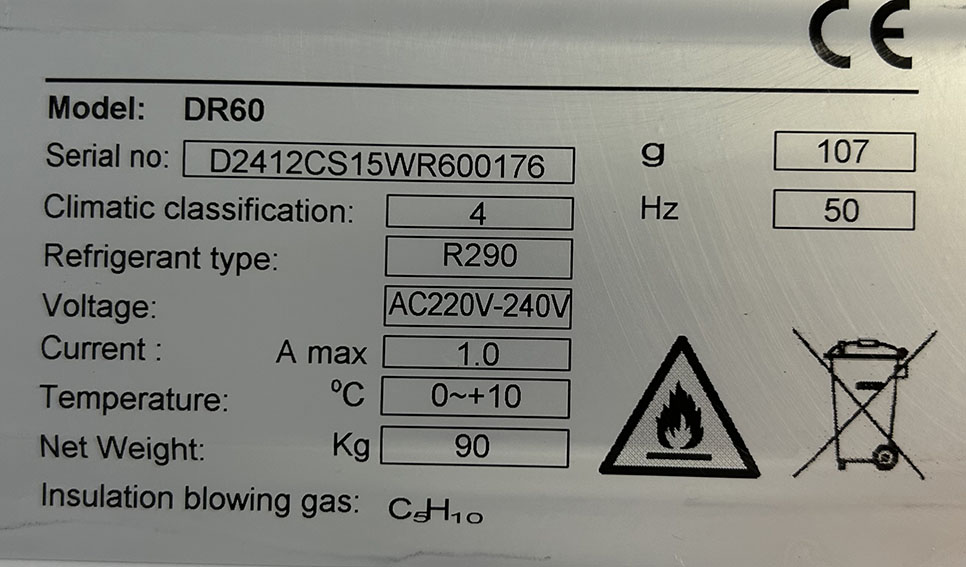 CE
Model: DR60
Serial no: D2412CS15WR600176 g 107
Climatic classification: 4 Hz 50
Refrigerant type: R290
Voltage: AC220V-240V
Current : A max 1.0
Temperature: ºC 0~+10
Net Weight: Kg 90
Insulation blowing gas: C₅H₁₀